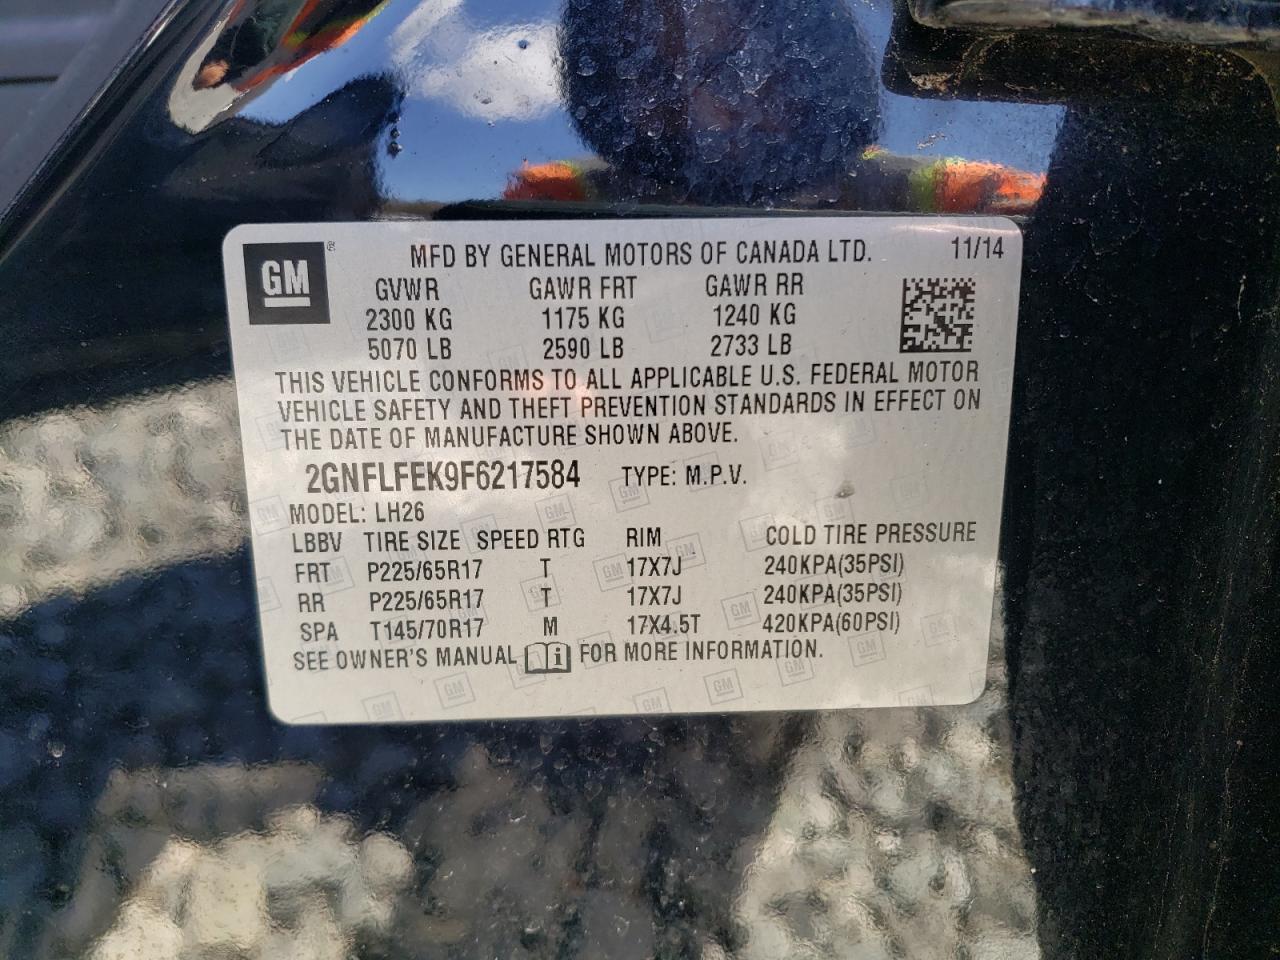 GM ® MFD BY GENERAL MOTORS OF CANADA LTD. 11/14
GVWR GAWR FRT GAWR RR
2300 KG 1175 KG 1240 KG
5070 LB 2590 LB 2733 LB
THIS VEHICLE CONFORMS TO ALL APPLICABLE U.S. FEDERAL MOTOR
VEHICLE SAFETY AND THEFT PREVENTION STANDARDS IN EFFECT ON
THE DATE OF MANUFACTURE SHOWN ABOVE.
2GNFLFEK9F6217584 TYPE: M.P.V.
MODEL: LH26
LBBV TIRE SIZE SPEED RTG RIM COLD TIRE PRESSURE
FRT P225/65R17 T 17X7J 240KPA(35PSI)
RR P225/65R17 T 17X7J 240KPA(35PSI)
SPA T145/70R17 M 17X4.5T 420KPA(60PSI)
SEE OWNER'S MANUAL i FOR MORE INFORMATION.